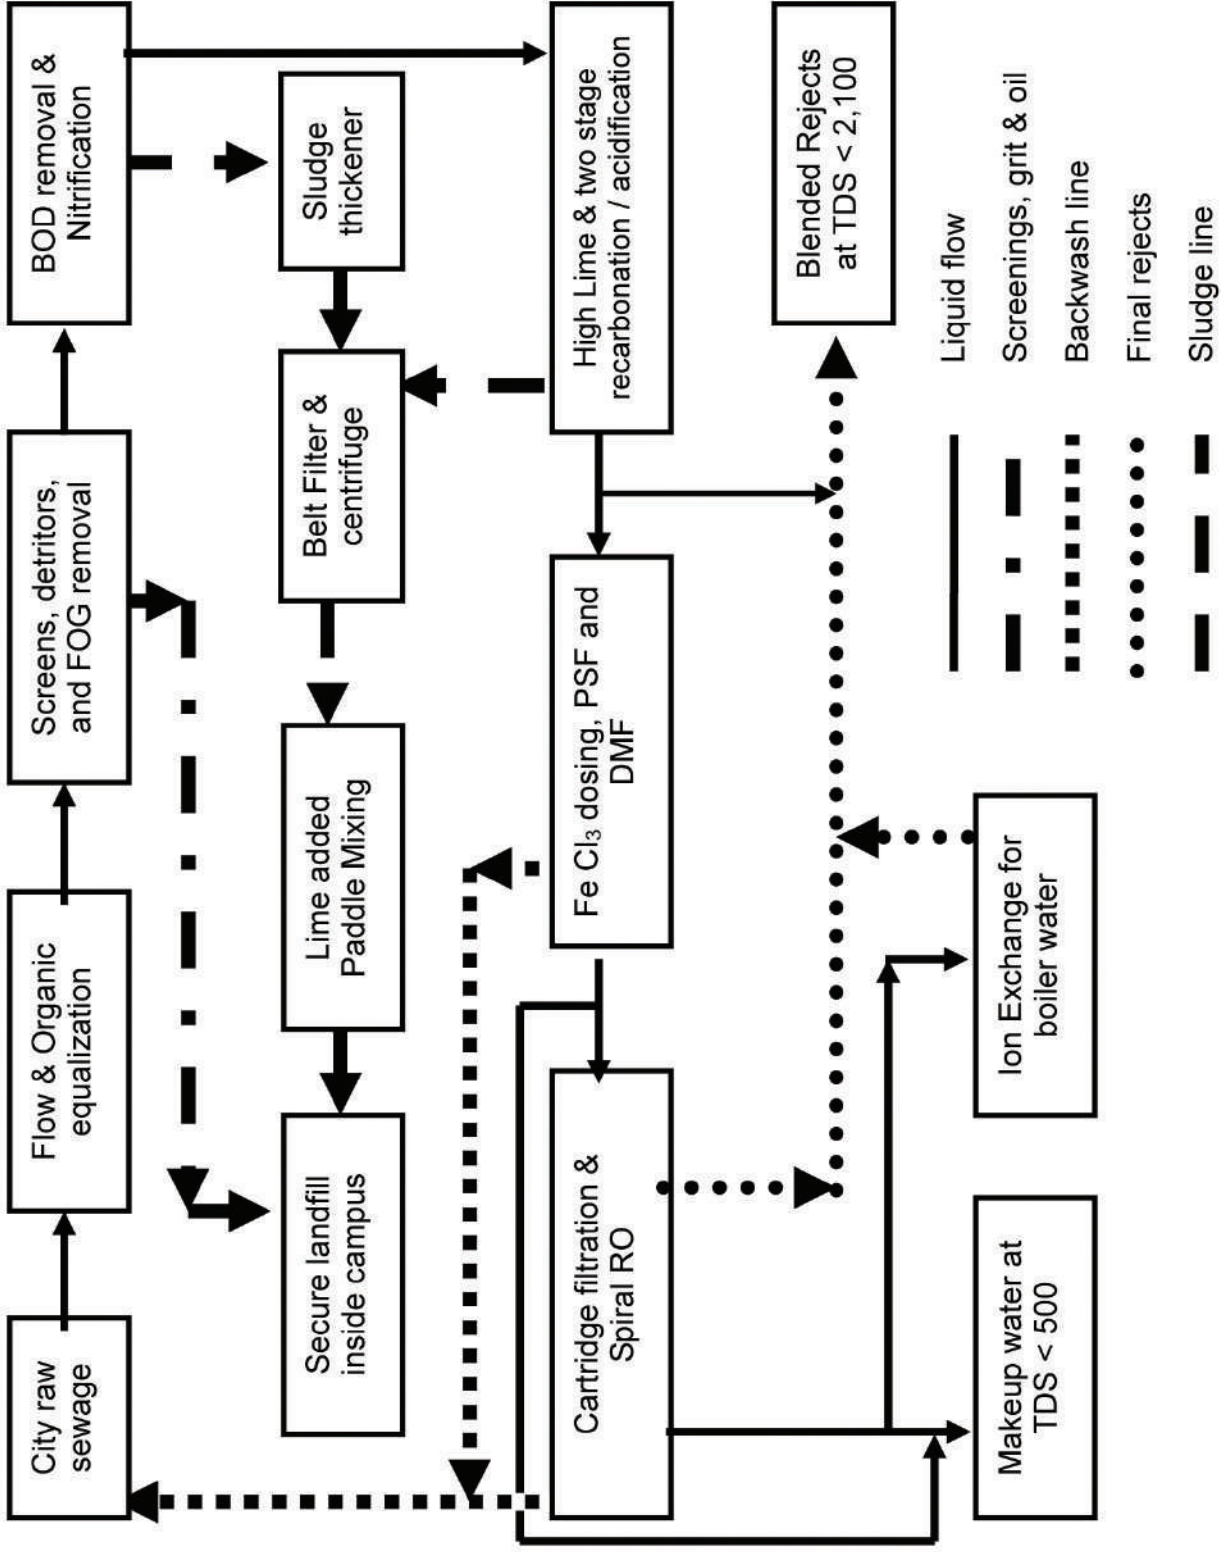 City raw
sewage
Flow & Organic
equalization
Screens, detritors,
and FOG removal
BOD removal &
Nitrification
Secure landfill
inside campus
Lime added
Paddle Mixing
Belt Filter &
centrifuge
Sludge
thickener
Cartridge filtration &
Spiral RO
Fe Cl₃ dosing, PSF and
DMF
High Lime & two stage
recarbonation / acidification
Blended Rejects
at TDS < 2,100
Makeup water at
TDS < 500
Ion Exchange for
boiler water
Liquid flow
Screenings, grit & oil
Backwash line
Final rejects
Sludge line